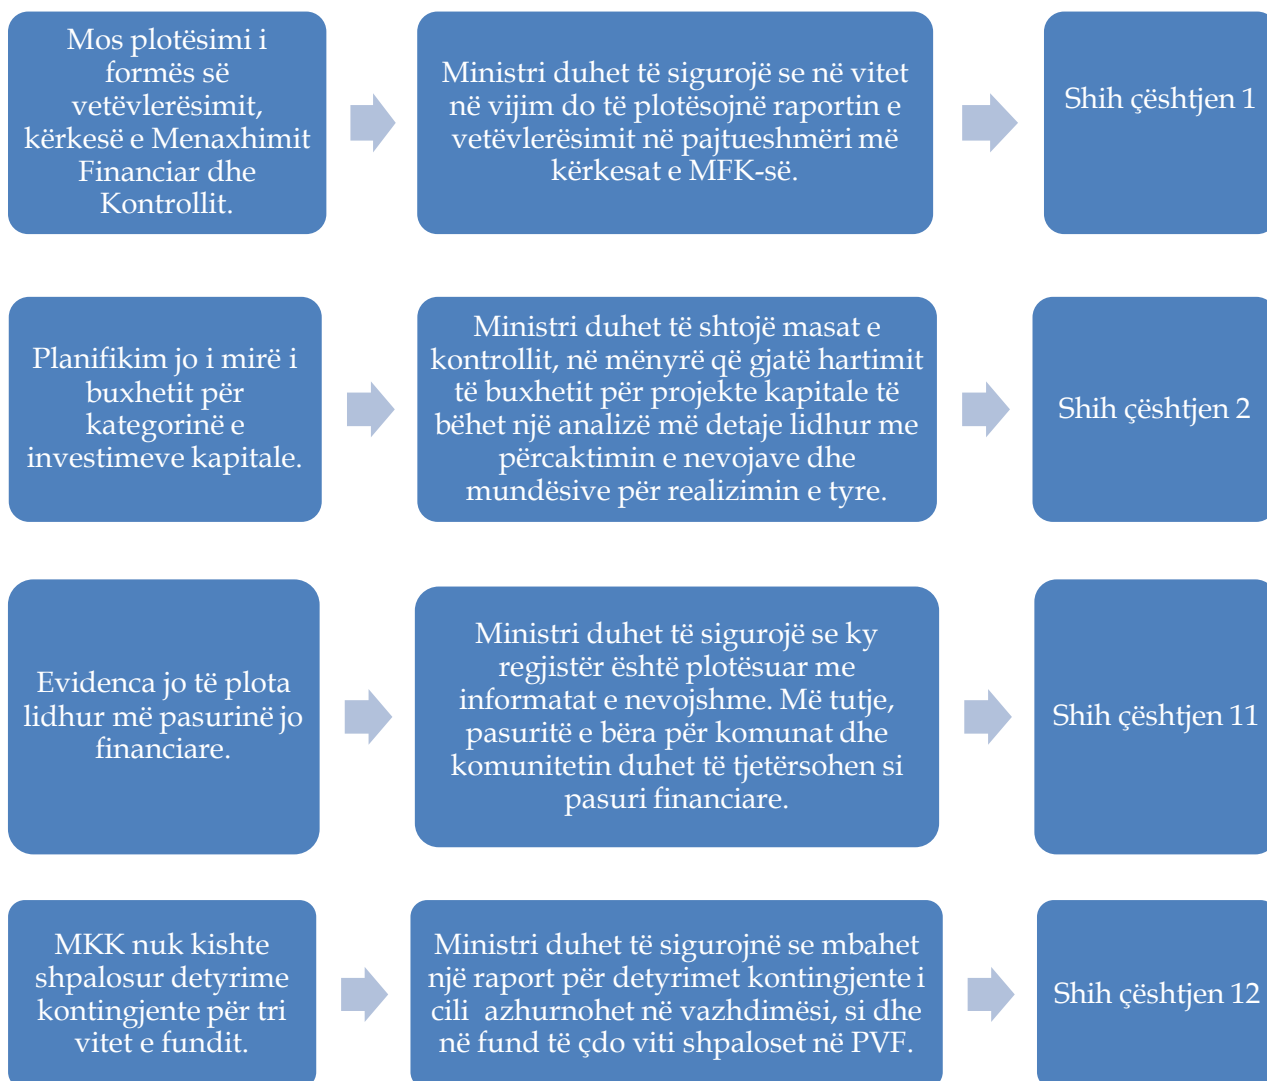 Mos plotësimi i
formës së
vetëvlerësimit,
kërkesë e Menaxhimit
Financiar dhe
Kontrollit.
Ministri duhet të sigurojë se në vitet
në vijim do të plotësojnë raportin e
vetëvlerësimit në pajtueshmëri më
kërkesat e MFK-së.
Shih çështjen 1
Planifikim jo i mirë i
buxhetit për
kategorinë e
investimeve kapitale.
Ministri duhet të shtojë masat e
kontrollit, në mënyrë që gjatë hartimit
të buxhetit për projekte kapitale të
bëhet një analizë më detaje lidhur me
përcaktimin e nevojave dhe
mundësive për realizimin e tyre.
Shih çështjen 2
Evidenca jo të plota
lidhur më pasurinë jo
financiare.
Ministri duhet të sigurojë se ky
regjistër është plotësuar me
informatat e nevojshme. Më tutje,
pasuritë e bëra për komunat dhe
komunitetin duhet të tjetërsohen si
pasuri financiare.
Shih çështjen 11
MKK nuk kishte
shpalosur detyrime
kontingjente për tri
vitet e fundit.
Ministri duhet të sigurojnë se mbahet
një raport për detyrimet kontingjente i
cili azhurnohet në vazhdimësi, si dhe
në fund të çdo viti shpaloset në PVF.
Shih çështjen 12